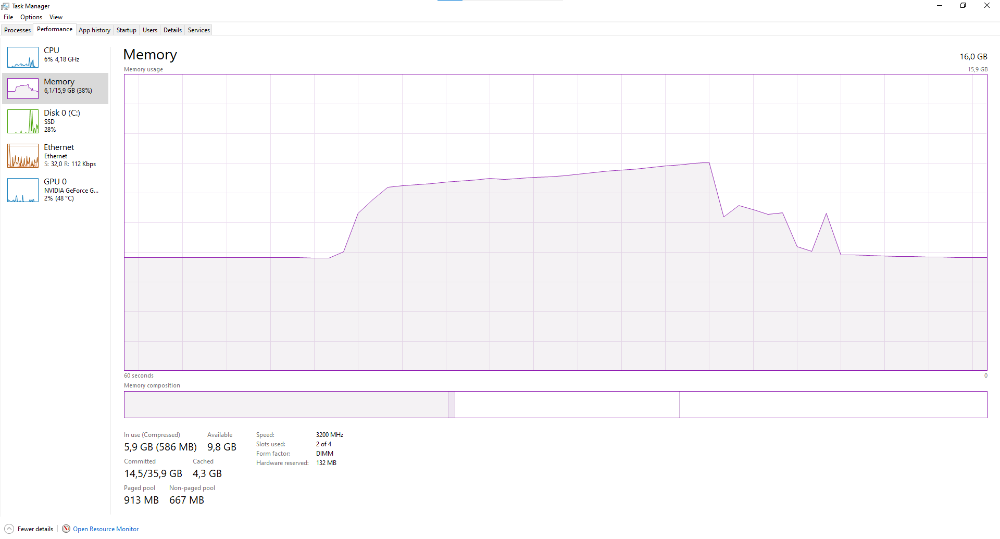 Task Manager
File Options View
Processes Performance App history Startup Users Details Services
CPU
6% 4,18 GHz
Memory
6,1/15,9 GB (38%)
Disk 0 (C:)
SSD
28%
Ethernet
Ethernet
S: 32,0 R: 112 Kbps
GPU 0
NVIDIA GeForce G...
2% (48 °C)
Memory 16,0 GB
Memory usage 15,9 GB
60 seconds 0
Memory composition
In use (Compressed) Available
5,9 GB (586 MB) 9,8 GB
Committed Cached
14,5/35,9 GB 4,3 GB
Paged pool Non-paged pool
913 MB 667 MB
Speed: 3200 MHz
Slots used: 2 of 4
Form factor: DIMM
Hardware reserved: 132 MB
Fewer details Open Resource Monitor